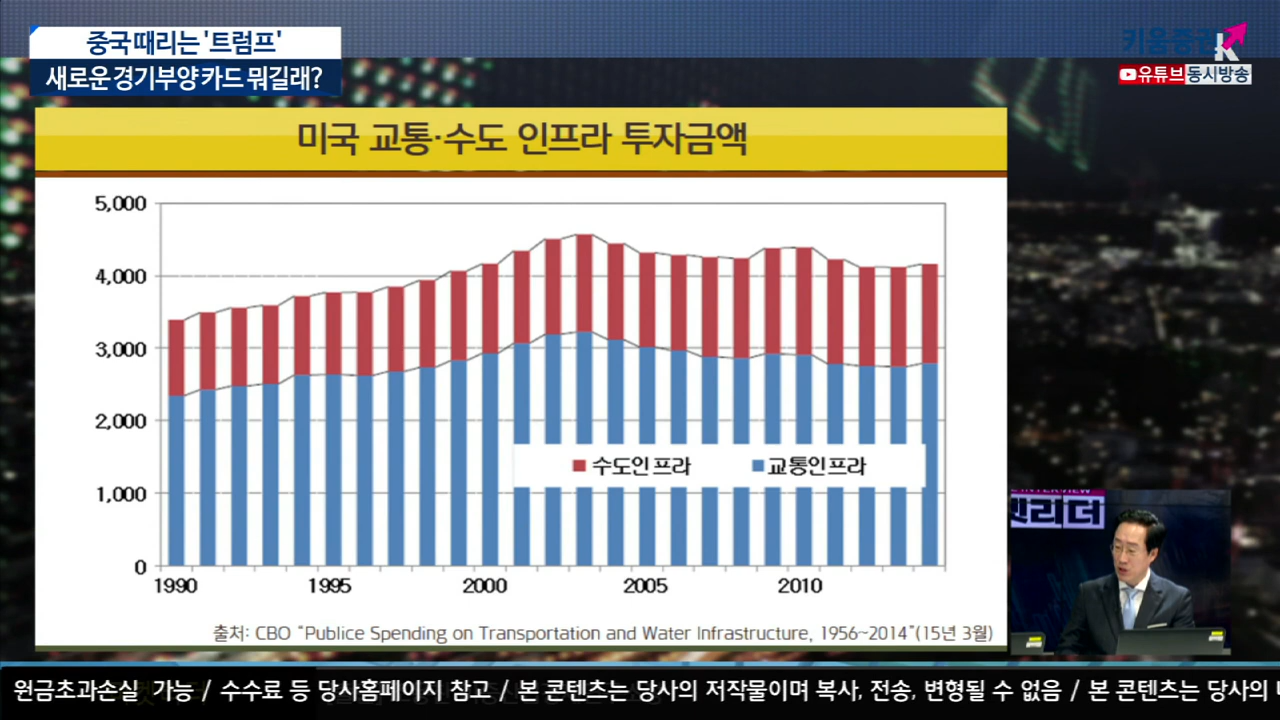 중국 때리는 '트럼프'
새로운 경기부양 카드 뭐길래?
키움증권
유튜브 동시방송
미국 교통·수도 인프라 투자금액
5,000
4,000
3,000
2,000
1,000
0
수도인프라 교통인프라
1990 1995 2000 2005 2010
출처: CBO "Publice Spending on Transportation and Water Infrastructure, 1956~2014"(15년 3월)
리더
원금초과손실 가능 / 수수료 등 당사홈페이지 참고 / 본 콘텐츠는 당사의 저작물이며 복사, 전송, 변형될 수 없음 / 본 콘텐츠는 당사의